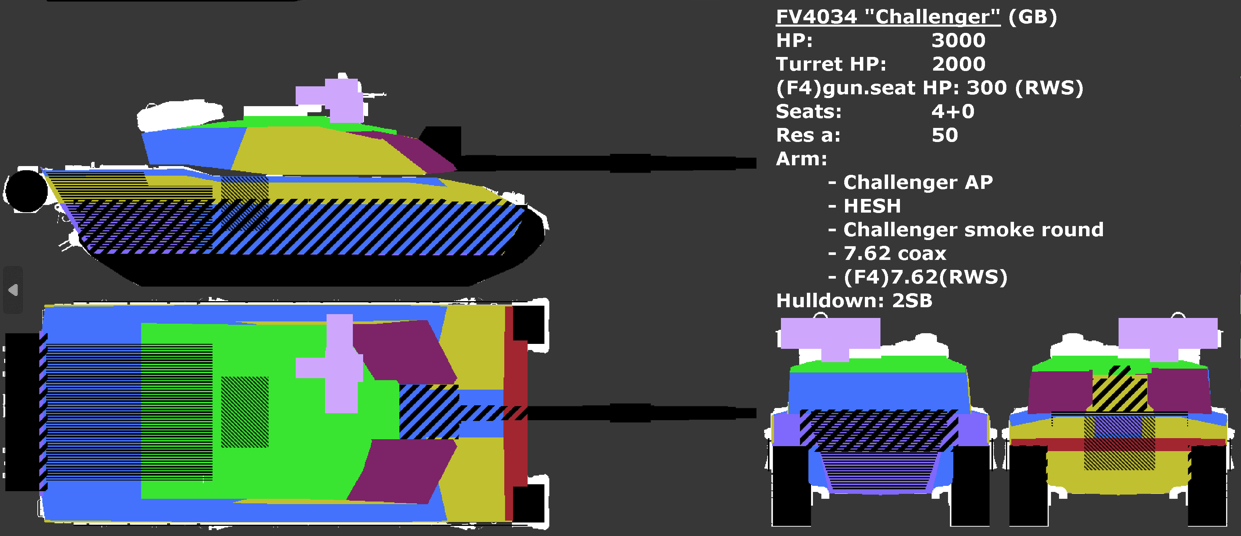 FV4034 "Challenger" (GB)
HP: 3000
Turret HP: 2000
(F4)gun.seat HP: 300 (RWS)
Seats: 4+0
Res a: 50
Arm:
- Challenger AP
- HESH
- Challenger smoke round
- 7.62 coax
- (F4)7.62(RWS)
Hulldown: 2SB